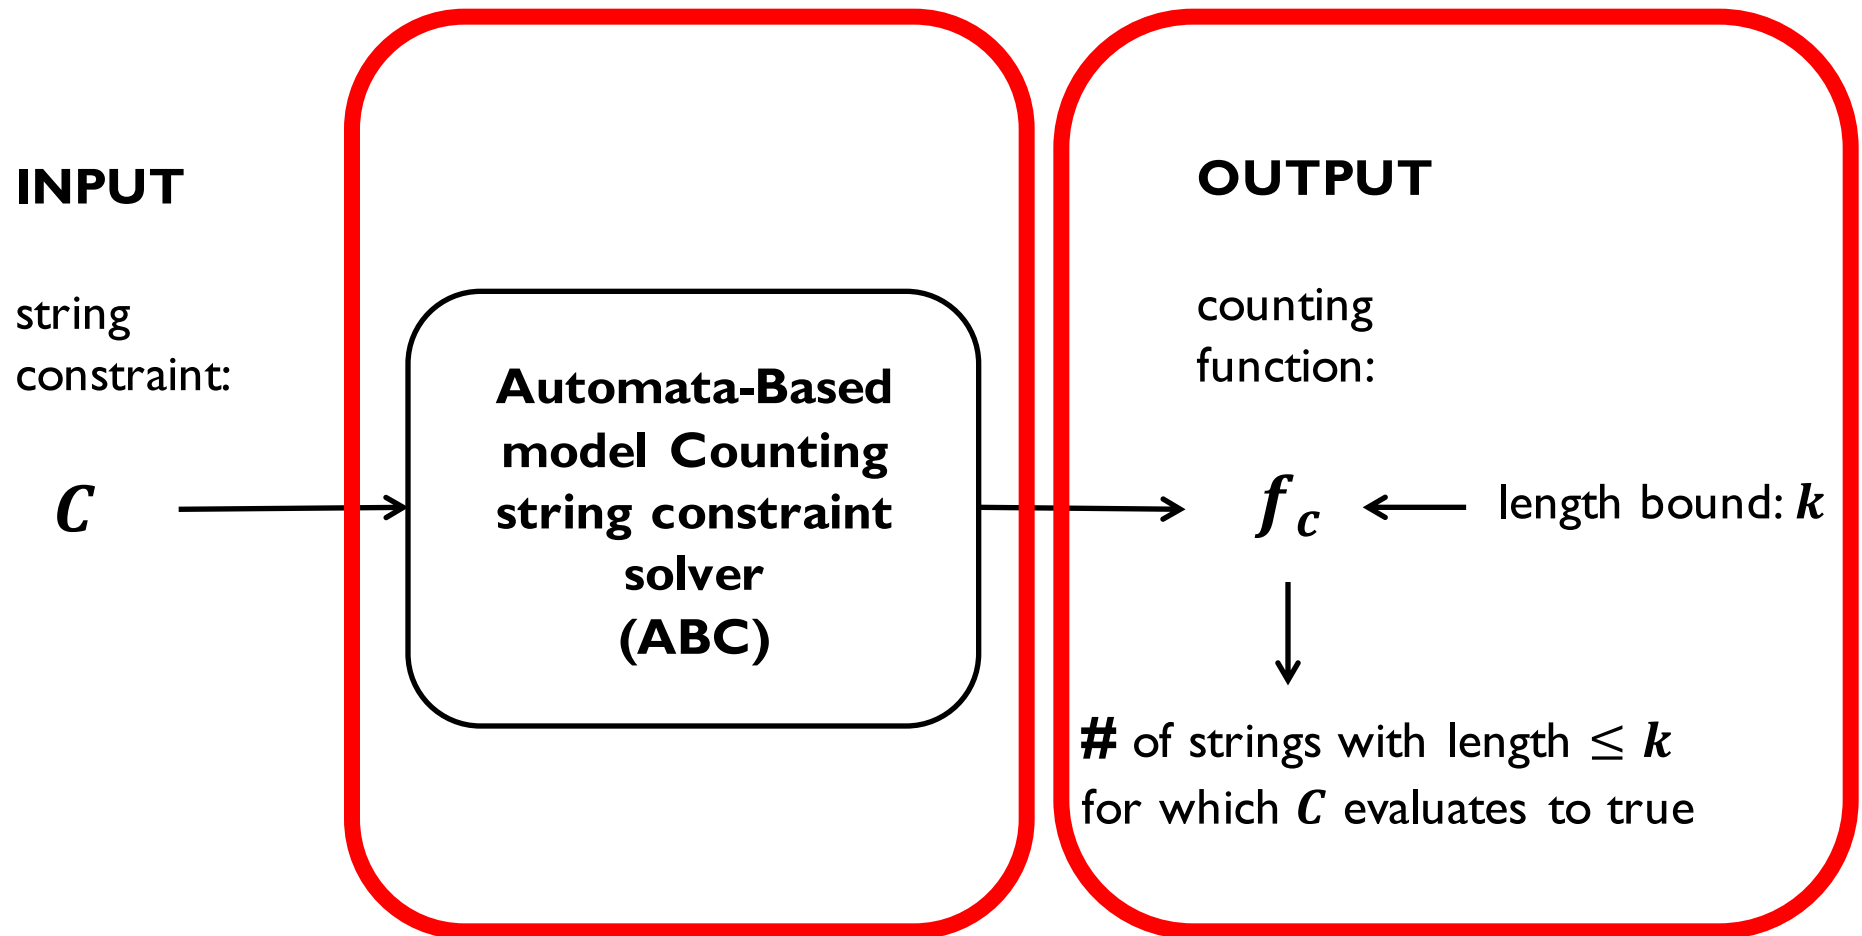 INPUT
string
constraint:
C
Automata-Based
model Counting
string constraint
solver
(ABC)
OUTPUT
counting
function:
f c
length bound: k
# of strings with length ≤ k
for which C evaluates to true